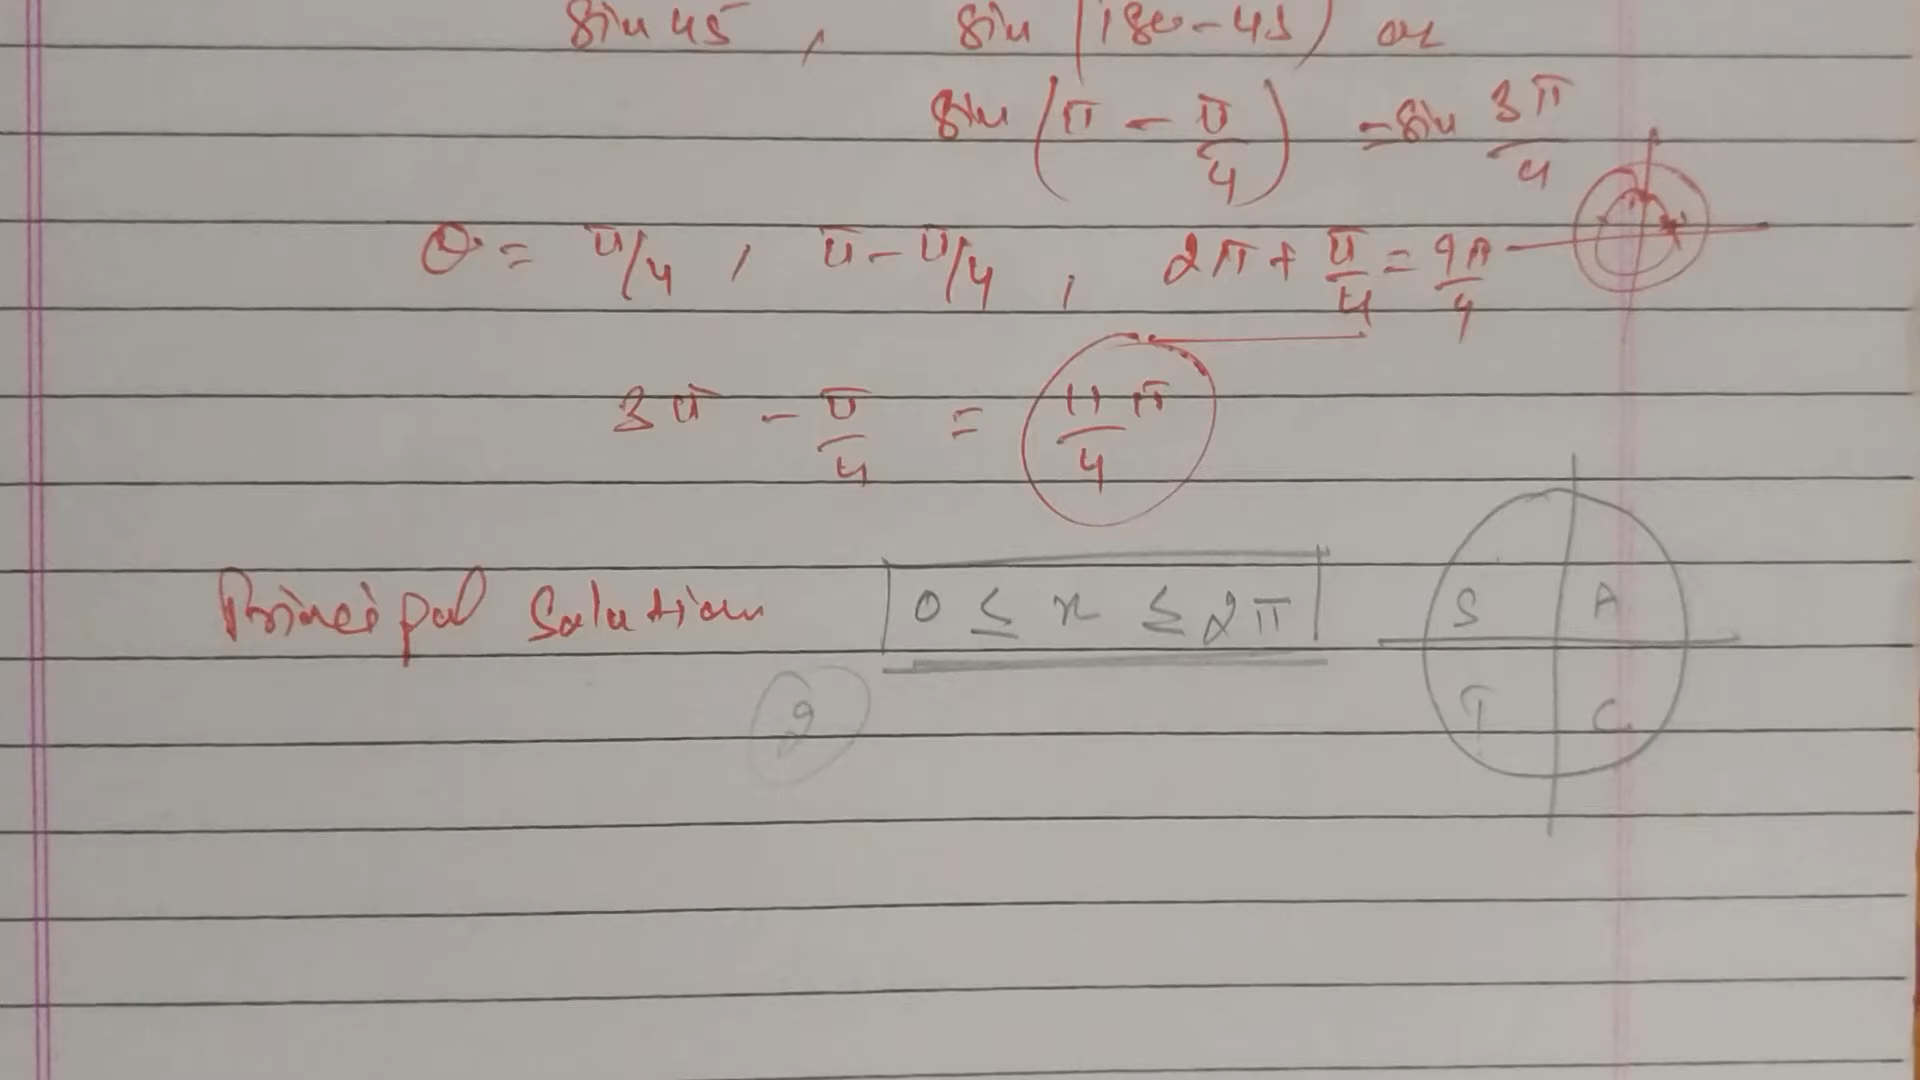 sin 45 , sin (180 - 45) or
sin (π - π/4) = sin 3π/4
θ = π/4 , π - π/4 , 2π + π/4 = 9π/4
3π - π/4 = 11π/4
Principal Solution 0 ≤ x ≤ 2π
S A
T C
2